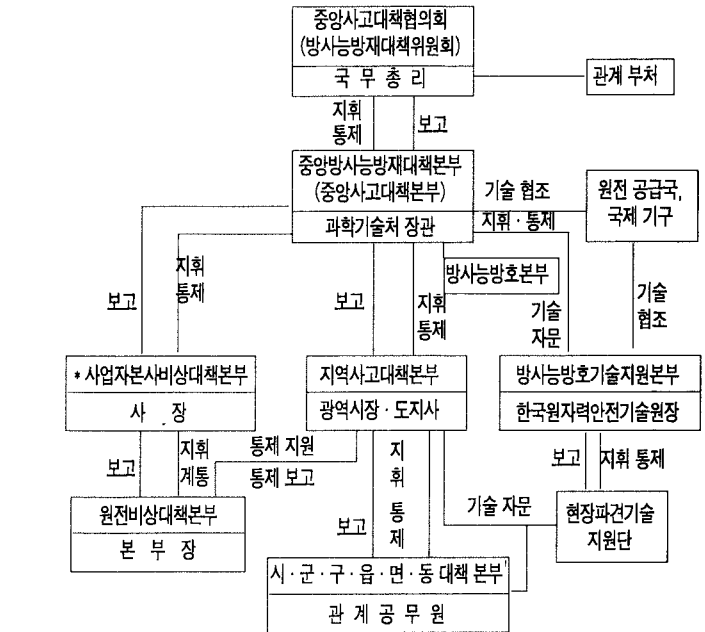 중앙사고대책협의회
(방사능방재대책위원회)
국 무 총 리
관계 부처
지휘
통제
보고
중앙방사능방재대책본부
(중앙사고대책본부)
과학기술처 장관
기술 협조
지휘·통제
원전 공급국,
국제 기구
방사능방호본부
보고
지휘
통제
보고
지휘
통제
기술
자문
기술
협조
*사업자본사비상대책본부
사 장
지역사고대책본부
광역시장·도지사
방사능방호기술지원본부
한국원자력안전기술원장
보고
지휘
계통
통제 지원
통제 보고
지
휘
통
제
보고
보고
지휘 통제
원전비상대책본부
본 부 장
기술 자문
현장파견기술
지원단
시·군·구·읍·면·동 대책 본부
관 계 공 무 원